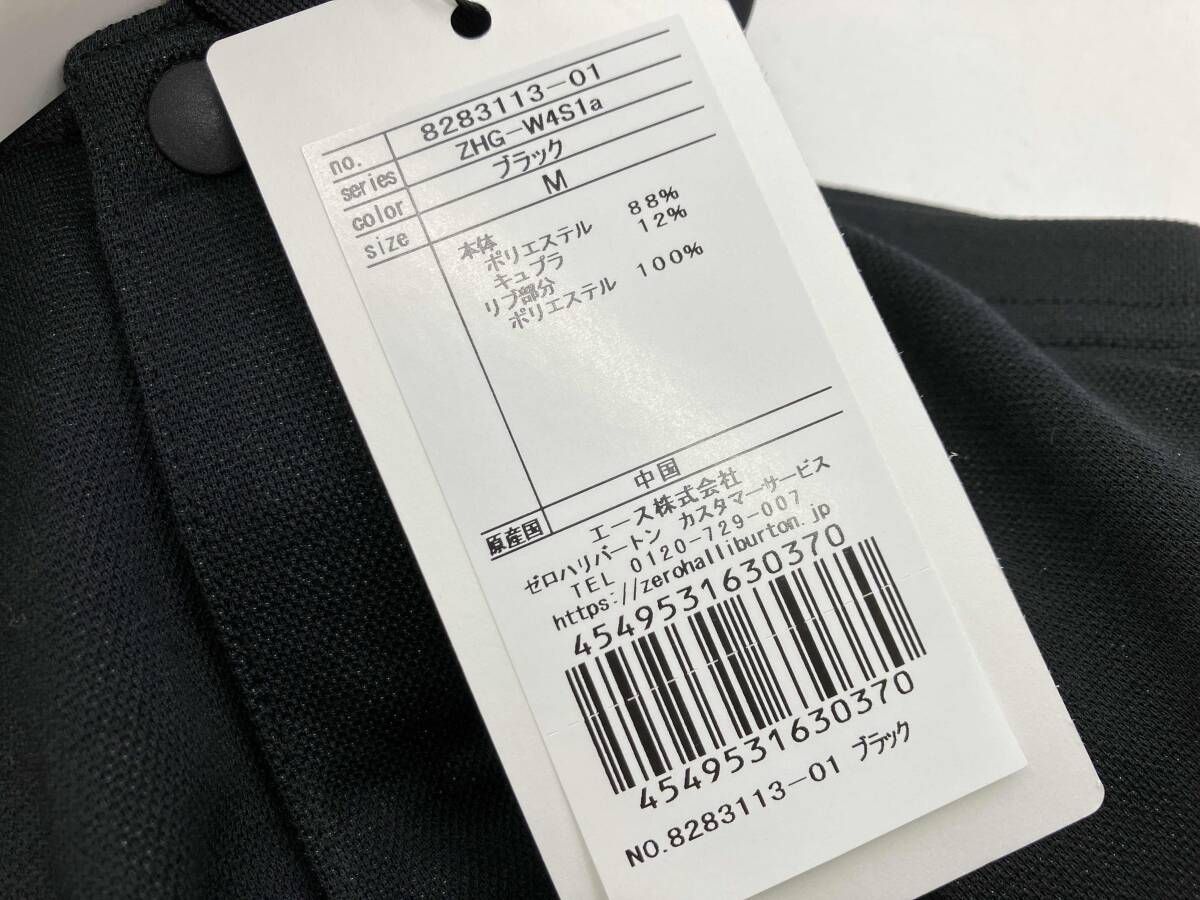 no. 8283113-01
series ZHG-W4S1a
color ブラック
size M
本体
ポリエステル 88%
キュプラ 12%
リブ部分
ポリエステル 100%
原産国 中国
エース株式会社
ゼロハリバートン カスタマーサービス
TEL 0120-729-007
https://zerohalliburton.jp
4549531630370
4549531630370
NO.8283113-01 ブラック